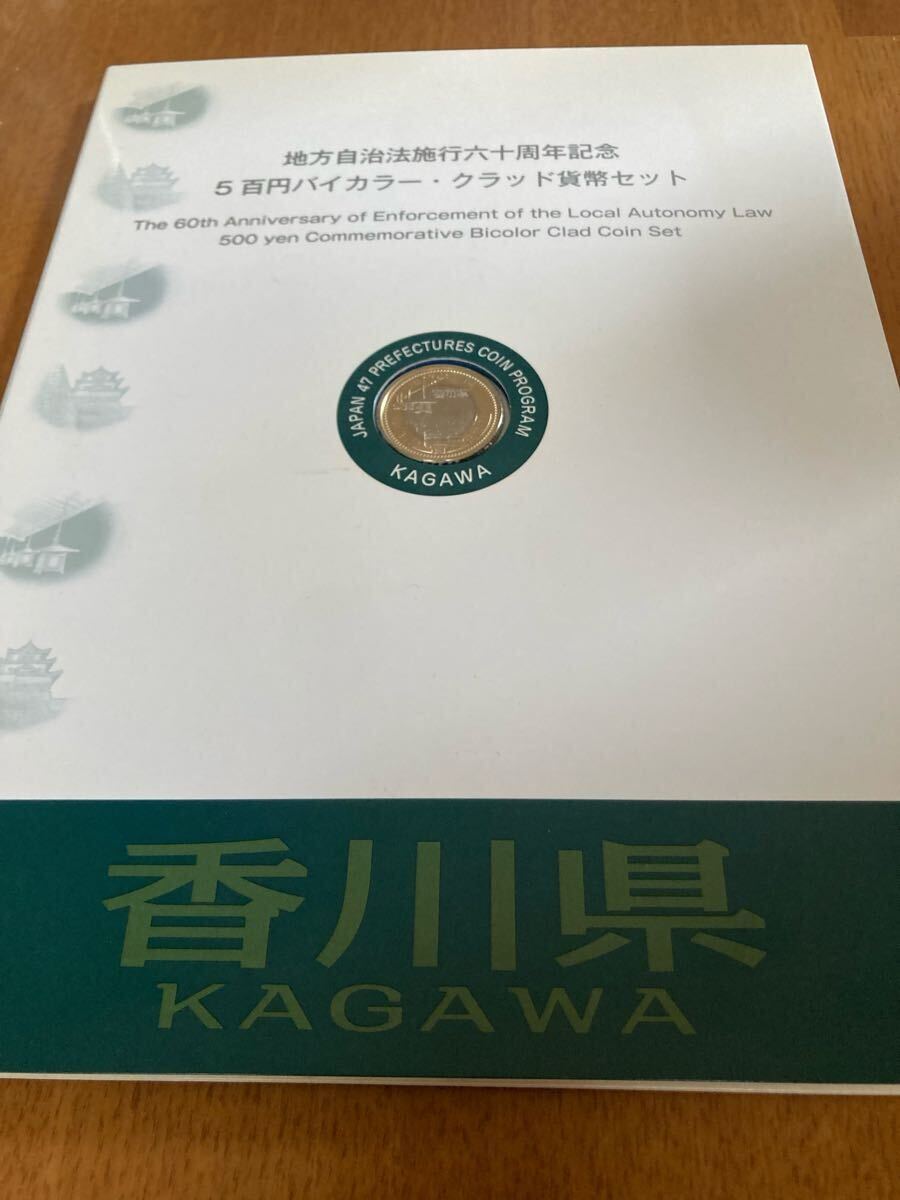 地方自治法施行六十周年記念
5百円バイカラー・クラッド貨幣セット
The 60th Anniversary of Enforcement of the Local Autonomy Law
500 yen Commemorative Bicolor Clad Coin Set
JAPAN 47 PREFECTURES COIN PROGRAM
KAGAWA
香川県
KAGAWA